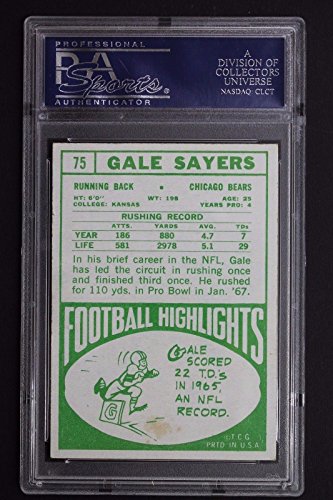 PROFESSIONAL
PSA
Sports
AUTHENTICATOR
A
DIVISION OF
COLLECTORS
UNIVERSE
NASDAQ: CLCT
75 GALE SAYERS
RUNNING BACK • CHICAGO BEARS
HT: 6'0" WT: 198 AGE: 25
COLLEGE: KANSAS YEARS PRO: 4
RUSHING RECORD
ATTS. YARDS AVG. TDs
YEAR 186 880 4.7 7
LIFE 581 2978 5.1 29
In his brief career in the NFL, Gale
has led the circuit in rushing once
and finished third once. He rushed
for 110 yds. in Pro Bowl in Jan. '67.
FOOTBALL HIGHLIGHTS
GALE
SCORED
22 T.D.'s
IN 1965,
AN NFL
RECORD.
G
© T.C.G.
PRTD IN U.S.A.